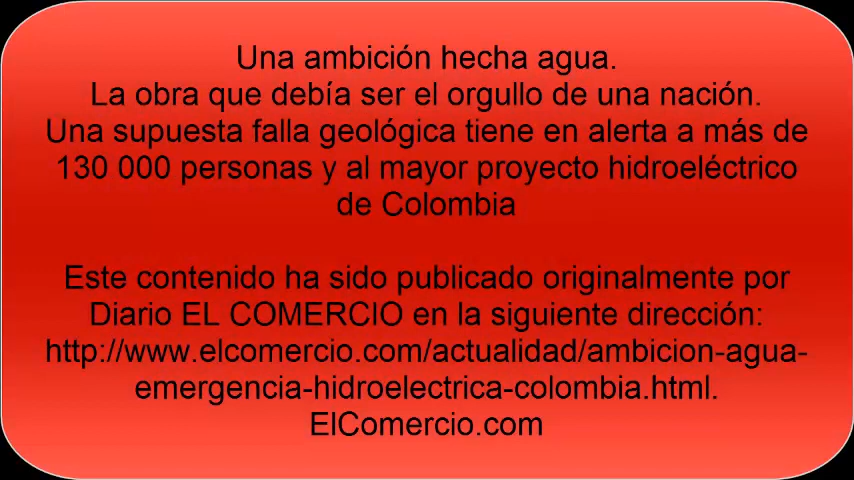 Una ambición hecha agua.
La obra que debía ser el orgullo de una nación.
Una supuesta falla geológica tiene en alerta a más de
130 000 personas y al mayor proyecto hidroeléctrico
de Colombia
Este contenido ha sido publicado originalmente por
Diario EL COMERCIO en la siguiente dirección:
http://www.elcomercio.com/actualidad/ambicion-agua-
emergencia-hidroelectrica-colombia.html.
ElComercio.com